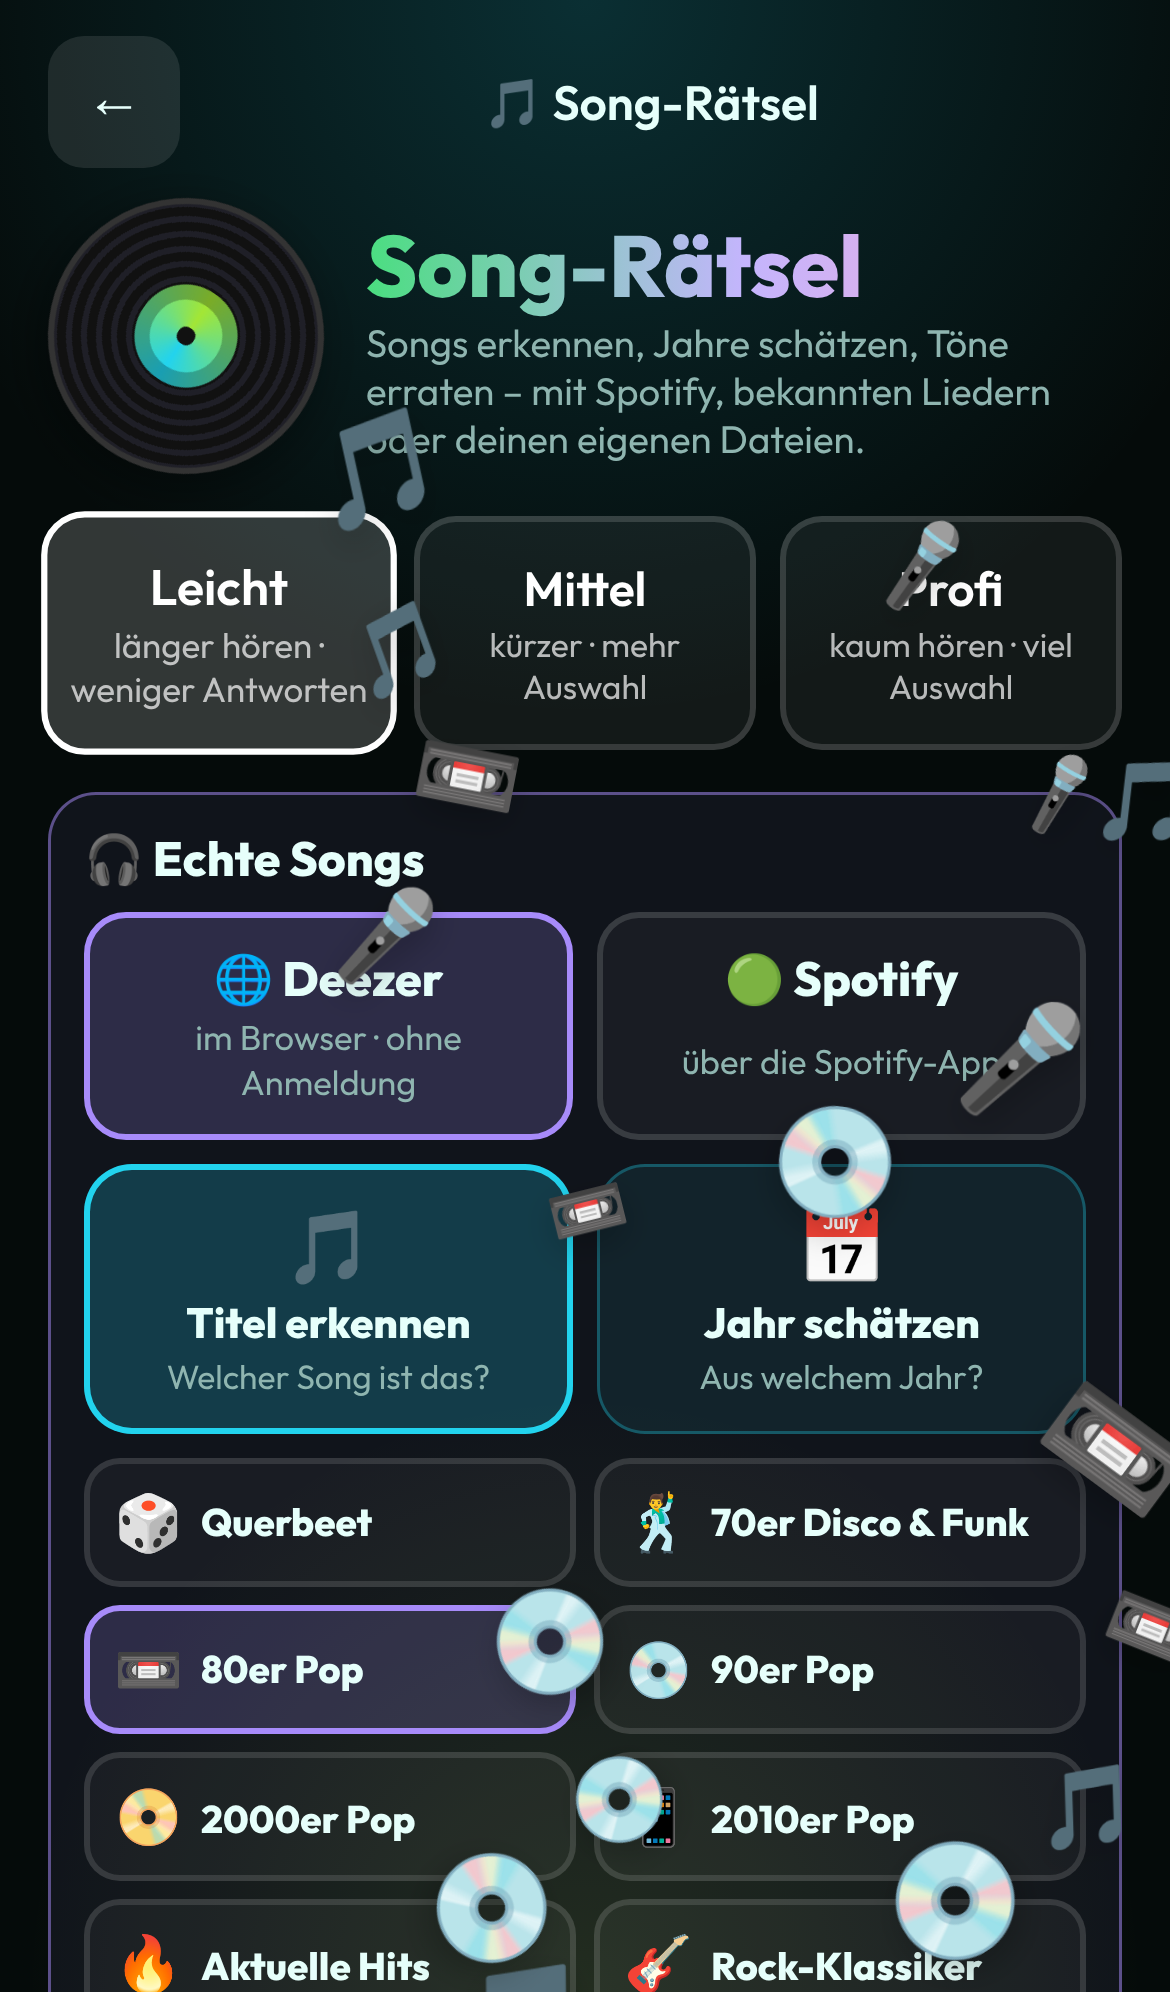 ← 🎵 Song-Rätsel
Song-Rätsel
Songs erkennen, Jahre schätzen, Töne
erraten – mit Spotify, bekannten Liedern
oder deinen eigenen Dateien.
Leicht
länger hören ·
weniger Antworten
Mittel
kürzer · mehr
Auswahl
Profi
kaum hören · viel
Auswahl
Echte Songs
Deezer
im Browser · ohne
Anmeldung
Spotify
über die Spotify-App
Titel erkennen
Welcher Song ist das?
July
17
Jahr schätzen
Aus welchem Jahr?
Querbeet
70er Disco & Funk
80er Pop
90er Pop
2000er Pop
2010er Pop
Aktuelle Hits
Rock-Klassiker